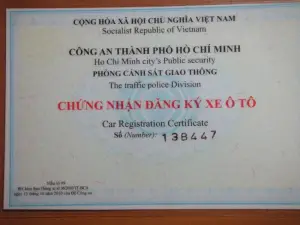 CỘNG HÒA XÃ HỘI CHỦ NGHĨA VIỆT NAM
Socialist Republic of Vietnam
CÔNG AN THÀNH PHỐ HỒ CHÍ MINH
Ho Chi Minh city's Public security
PHÒNG CẢNH SÁT GIAO THÔNG
The traffic police Division
CHỨNG NHẬN ĐĂNG KÝ XE Ô TÔ
Car Registration Certificate
Số (Number): 138447
Mẫu số